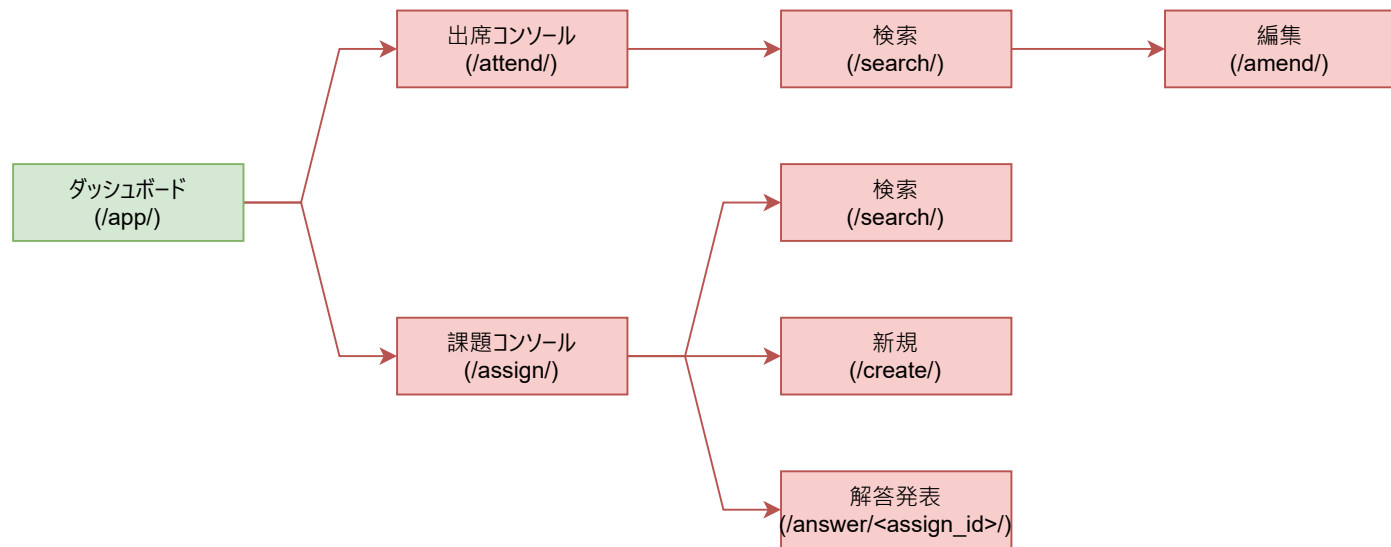 出席コンソール
(/attend/)
検索
(/search/)
編集
(/amend/)
ダッシュボード
(/app/)
検索
(/search/)
課題コンソール
(/assign/)
新規
(/create/)
解答発表
(/answer/<assign_id>/)